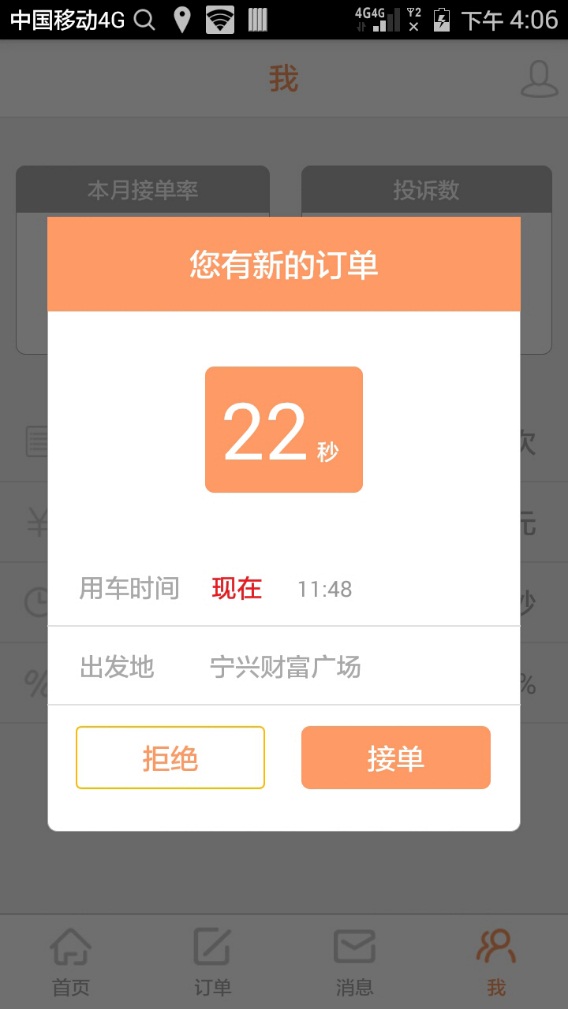 中国移动4G
4G4G
2
下午 4:06
我
本月接单率
投诉数
您有新的订单
22 秒
次
元
秒
%
%
用车时间 现在 11:48
出发地 宁兴财富广场
拒绝 接单
首页 订单 消息 我